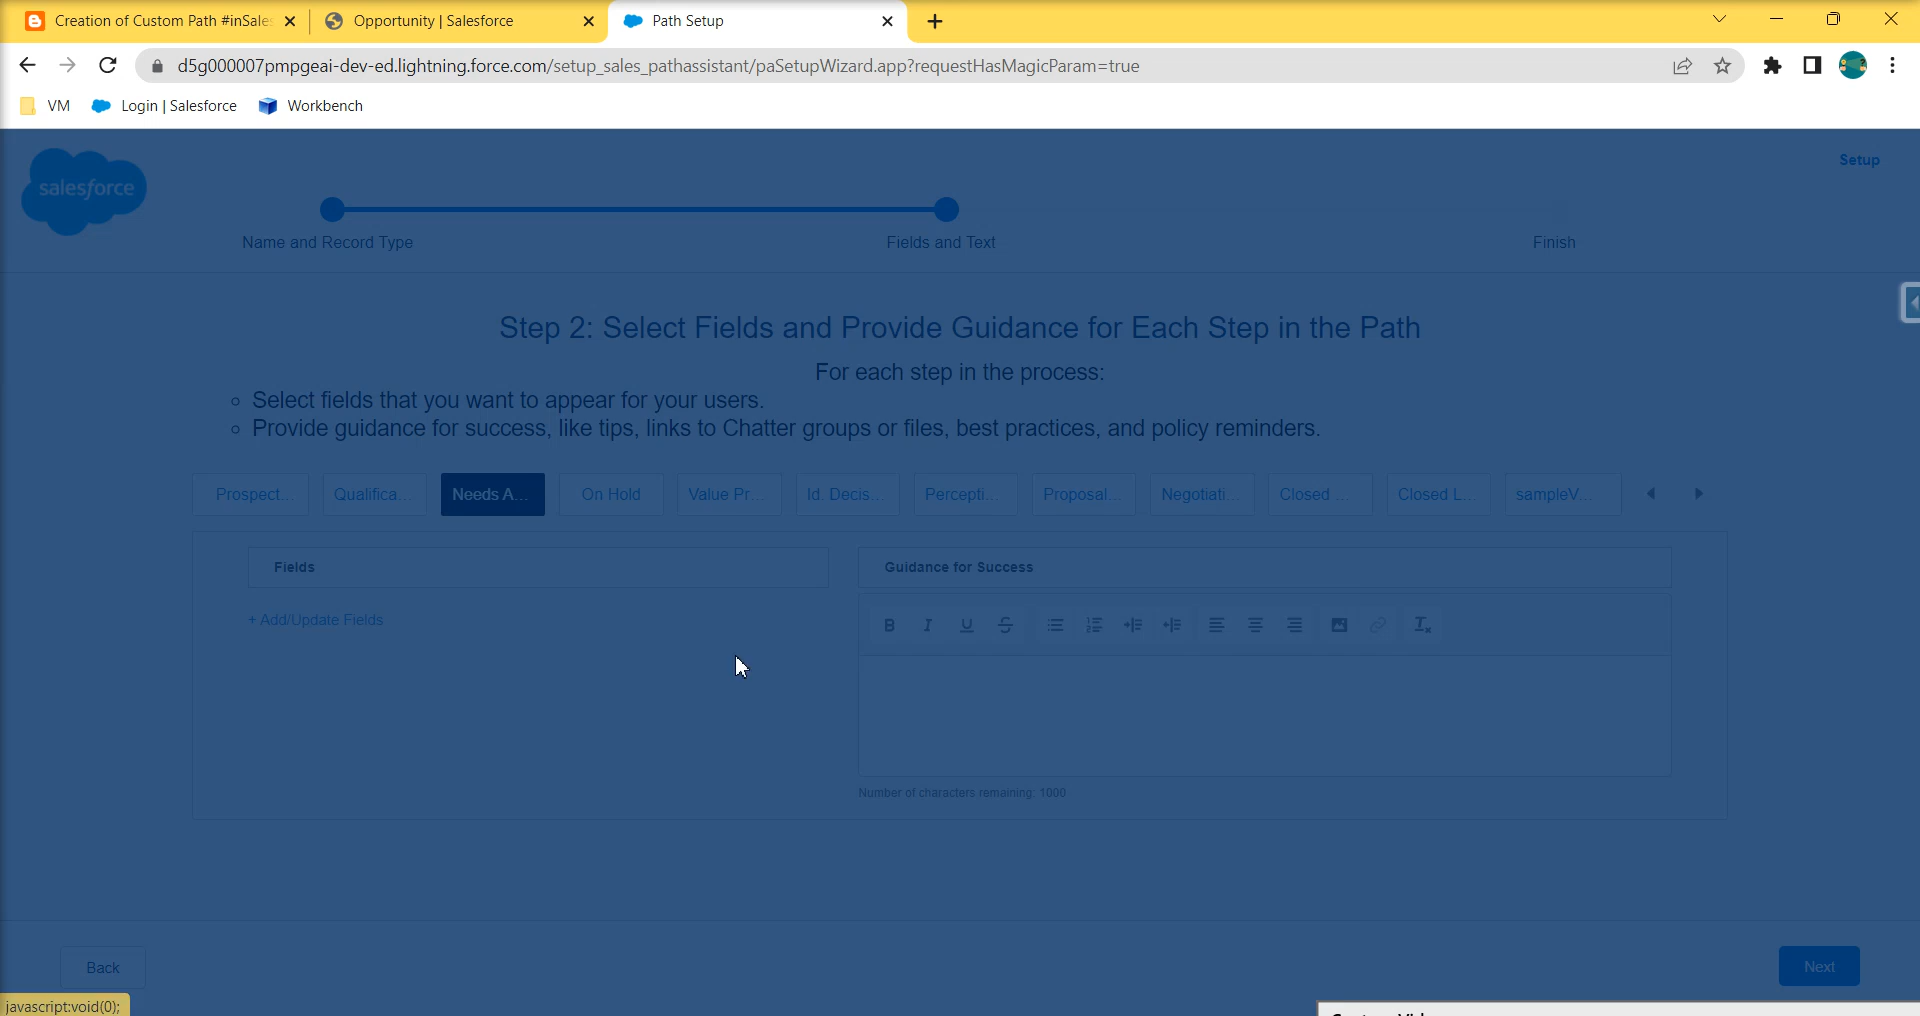 Creation of Custom Path #inSales
Opportunity | Salesforce
Path Setup
d5g000007pmpgeai-dev-ed.lightning.force.com/setup_sales_pathassistant/paSetupWizard.app?requestHasMagicParam=true
VM
Login | Salesforce
Workbench
salesforce
Setup
Name and Record Type
Fields and Text
Finish
Step 2: Select Fields and Provide Guidance for Each Step in the Path
For each step in the process:
Select fields that you want to appear for your users.
Provide guidance for success, like tips, links to Chatter groups or files, best practices, and policy reminders.
Prospect...
Qualifica...
Needs A...
On Hold
Value Pr...
Id. Decis...
Percepti...
Proposal...
Negotiati...
Closed ...
Closed L...
sampleV...
Fields
Guidance for Success
+ Add/Update Fields
Number of characters remaining: 1000
Back
Next
javascript:void(0);